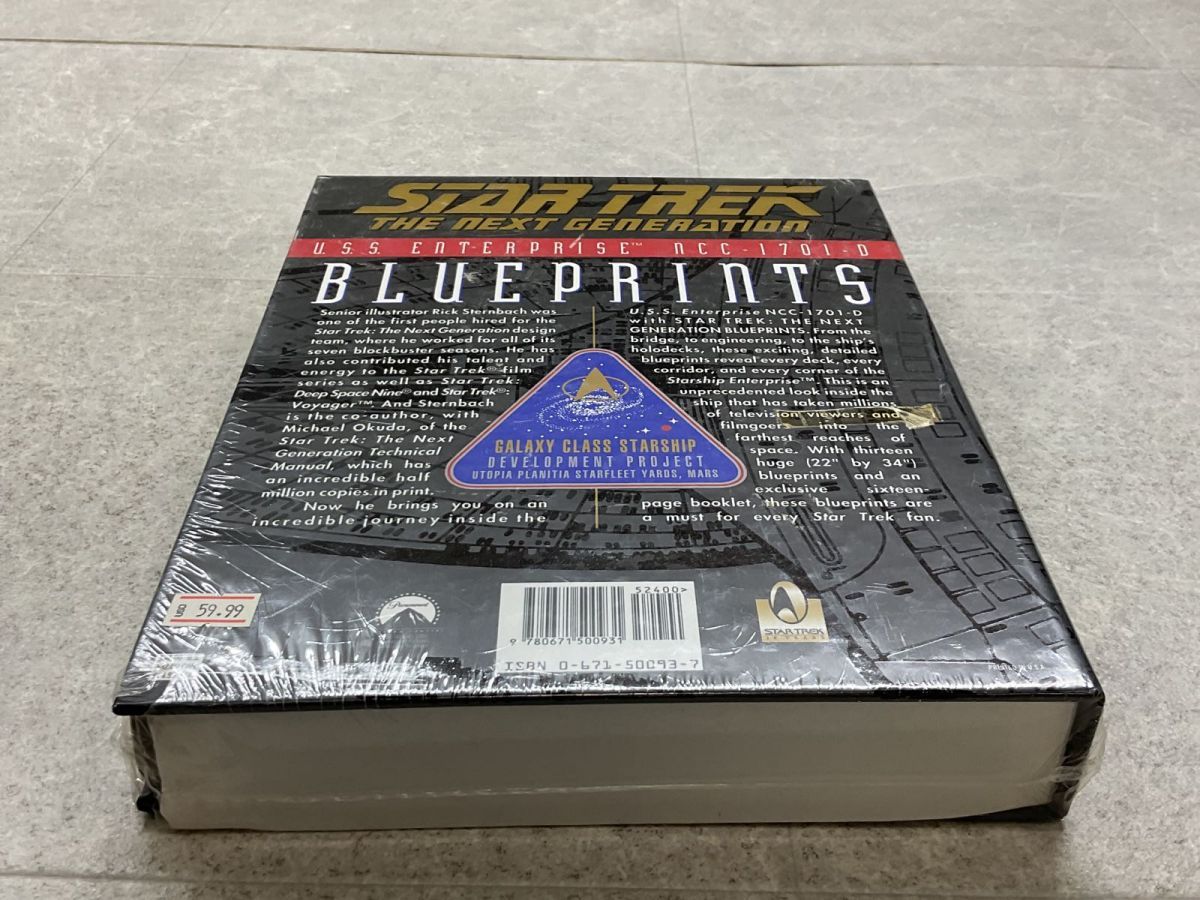 STAR TREK
THE NEXT GENERATION
U.S.S. ENTERPRISE™ NCC-1701-D
BLUEPRINTS
Senior illustrator Rick Sternbach was
one of the first people hired for the
Star Trek: The Next Generation design
team, where he worked for all of its
seven blockbuster seasons. He has
also contributed his talent and
energy to the Star Trek® film
series as well as Star Trek:
Deep Space Nine® and Star Trek®:
Voyager™. And Sternbach
is the co-author, with
Michael Okuda, of the
Star Trek: The Next
Generation Technical
Manual, which has
an incredible half
million copies in print.
Now he brings you on an
incredible journey inside the
U.S.S. Enterprise NCC-1701-D
with STAR TREK: THE NEXT
GENERATION BLUEPRINTS. From the
bridge, to engineering, to the ship's
holodecks, these exciting, detailed
blueprints reveal every deck, every
corridor, and every corner of the
Starship Enterprise™. This is an
unprecedented look inside the
ship that has taken millions
of television viewers and
filmgoers into the
farthest reaches of
space. With thirteen
huge (22" by 34")
blueprints and an
exclusive sixteen-
page booklet, these blueprints are
a must for every Star Trek fan.
GALAXY CLASS STARSHIP
DEVELOPMENT PROJECT
UTOPIA PLANITIA STARFLEET YARDS, MARS
USD 59.99
Paramount
52400>
9 780671 500931
ISBN 0-671-50093-7
STAR TREK
30 YEARS
PRINTED IN U.S.A.